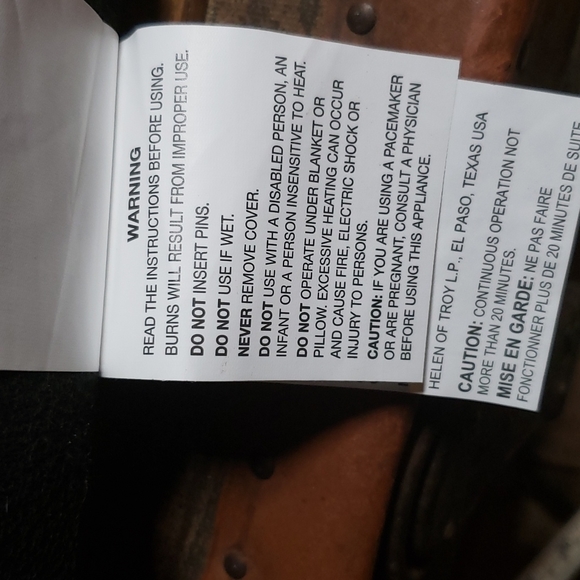 WARNING
READ THE INSTRUCTIONS BEFORE USING.
BURNS WILL RESULT FROM IMPROPER USE.
DO NOT INSERT PINS.
DO NOT USE IF WET.
NEVER REMOVE COVER.
DO NOT USE WITH A DISABLED PERSON, AN
INFANT OR A PERSON INSENSITIVE TO HEAT.
DO NOT OPERATE UNDER BLANKET OR
PILLOW. EXCESSIVE HEATING CAN OCCUR
AND CAUSE FIRE, ELECTRIC SHOCK OR
INJURY TO PERSONS.
CAUTION: IF YOU ARE USING A PACEMAKER
OR ARE PREGNANT, CONSULT A PHYSICIAN
BEFORE USING THIS APPLIANCE.
HELEN OF TROY L.P., EL PASO, TEXAS USA
CAUTION: CONTINUOUS OPERATION NOT
MORE THAN 20 MINUTES.
MISE EN GARDE: NE PAS FAIRE
FONCTIONNER PLUS DE 20 MINUTES DE SUITE